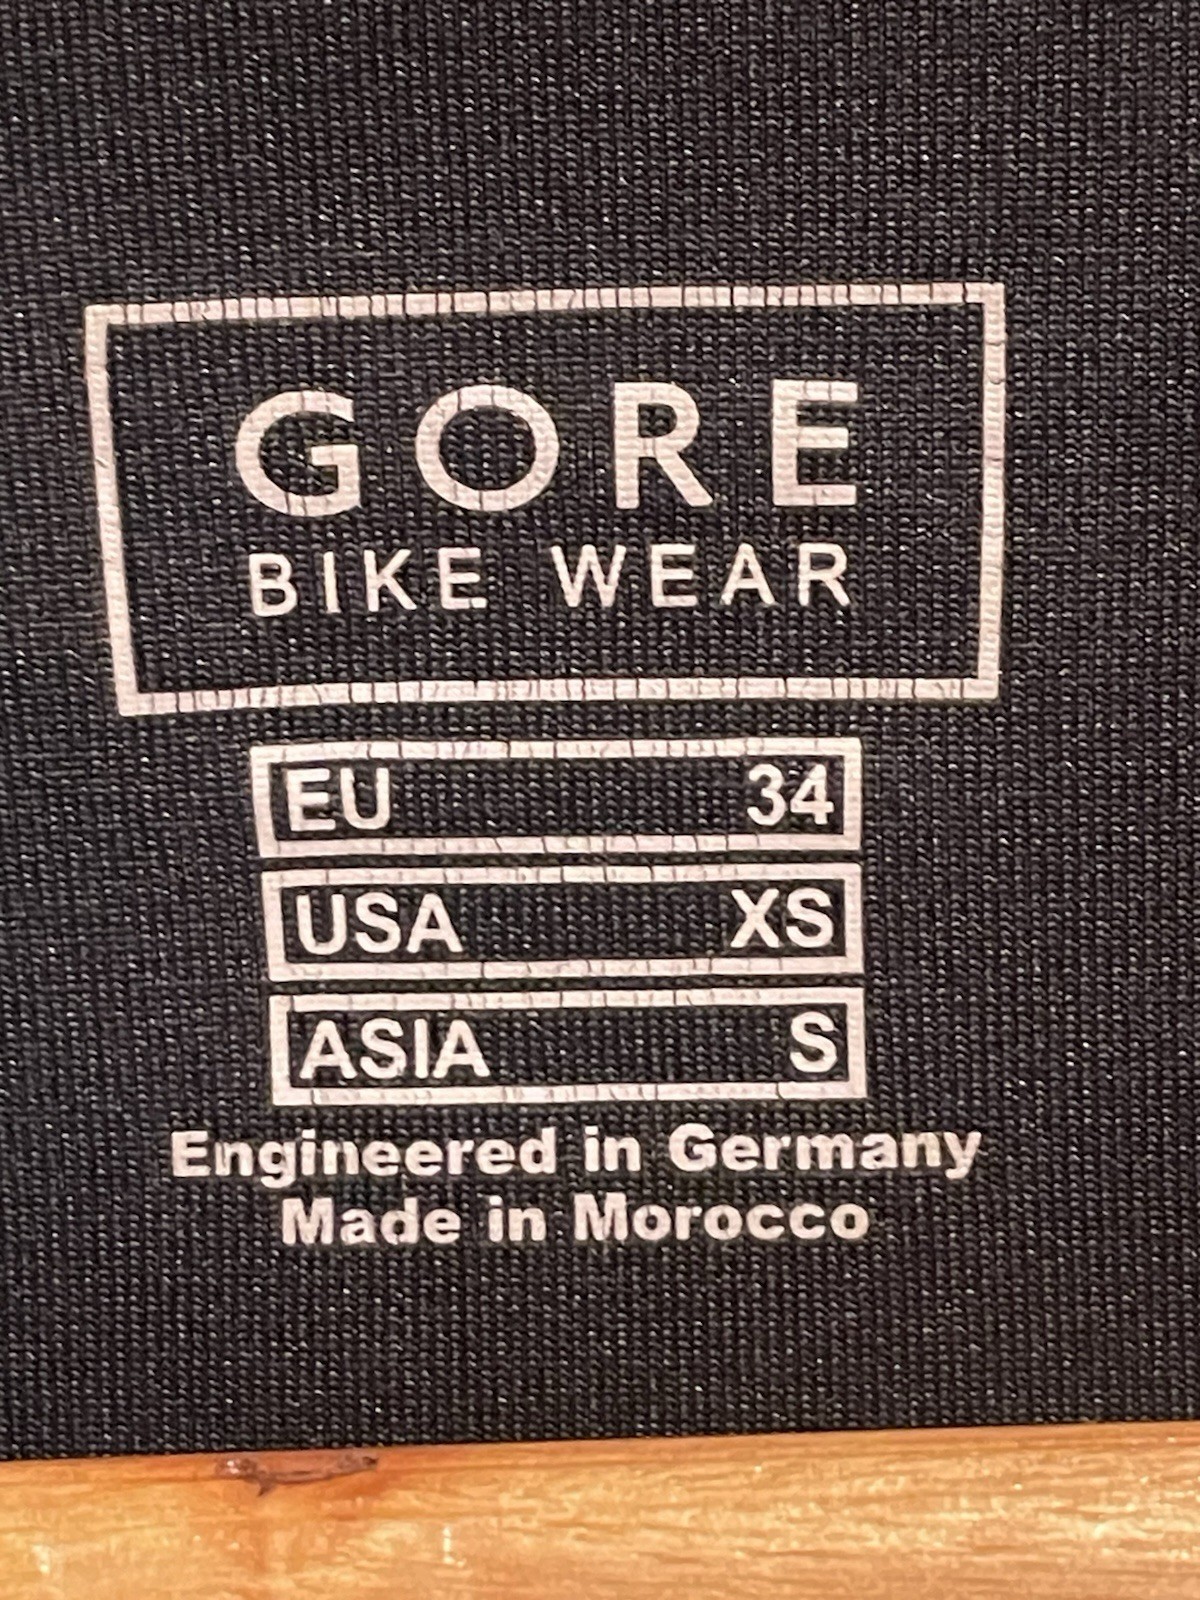 GORE
BIKE WEAR
EU 34
USA XS
ASIA S
Engineered in Germany
Made in Morocco